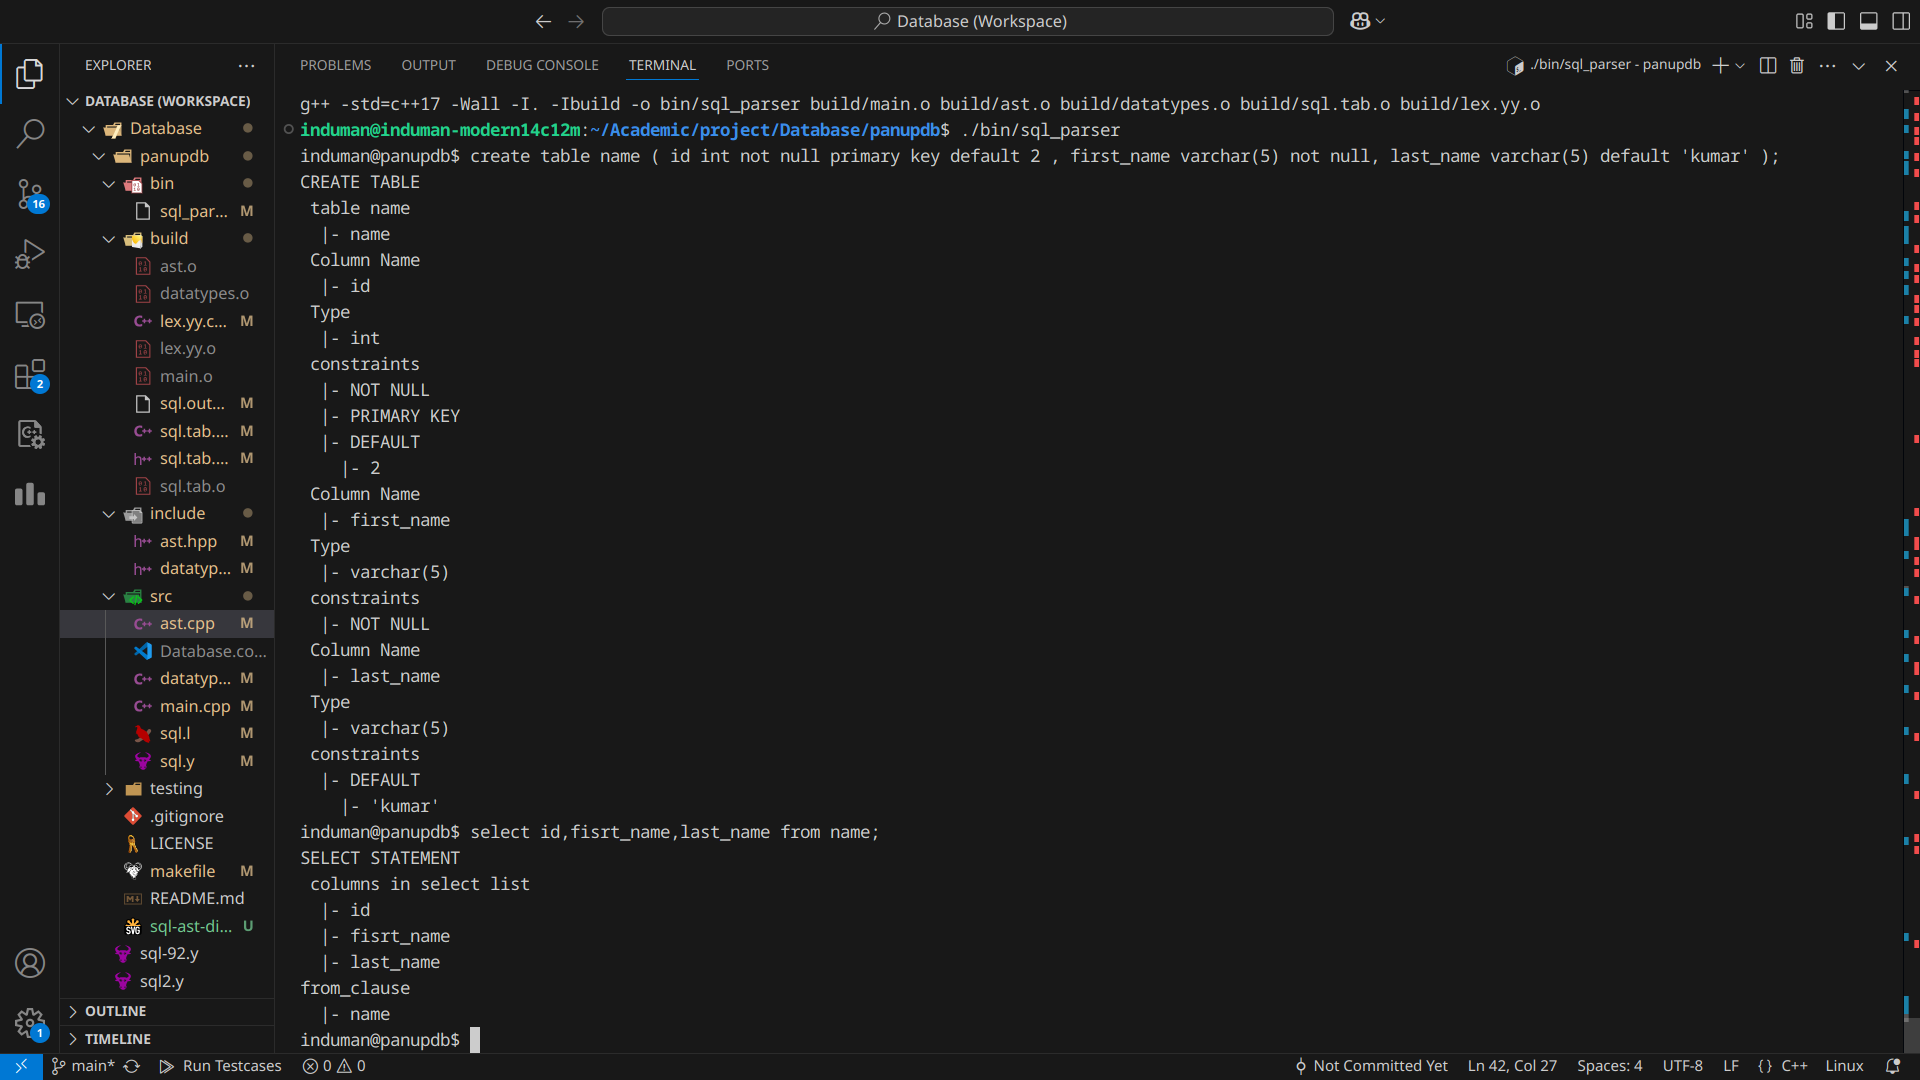 Database (Workspace)
EXPLORER
DATABASE (WORKSPACE)
Database
panupdb
bin
sql_par... M
build
ast.o
datatypes.o
lex.yy.c... M
lex.yy.o
main.o
sql.out... M
sql.tab.... M
sql.tab.... M
sql.tab.o
include
ast.hpp M
datatyp... M
src
ast.cpp M
Database.co...
datatyp... M
main.cpp M
sql.l M
sql.y M
testing
.gitignore
LICENSE
makefile M
README.md
sql-ast-di... U
sql-92.y
sql2.y
OUTLINE
TIMELINE
16
2
1
PROBLEMS OUTPUT DEBUG CONSOLE TERMINAL PORTS
./bin/sql_parser - panupdb
g++ -std=c++17 -Wall -I. -Ibuild -o bin/sql_parser build/main.o build/ast.o build/datatypes.o build/sql.tab.o build/lex.yy.o
induman@induman-modern14c12m:~/Academic/project/Database/panupdb$ ./bin/sql_parser
induman@panupdb$ create table name ( id int not null primary key default 2 , first_name varchar(5) not null, last_name varchar(5) default 'kumar' );
CREATE TABLE
table name
|- name
Column Name
|- id
Type
|- int
constraints
|- NOT NULL
|- PRIMARY KEY
|- DEFAULT
|- 2
Column Name
|- first_name
Type
|- varchar(5)
constraints
|- NOT NULL
Column Name
|- last_name
Type
|- varchar(5)
constraints
|- DEFAULT
|- 'kumar'
induman@panupdb$ select id,fisrt_name,last_name from name;
SELECT STATEMENT
columns in select list
|- id
|- fisrt_name
|- last_name
from_clause
|- name
induman@panupdb$
main* Run Testcases 0 0
Not Committed Yet Ln 42, Col 27 Spaces: 4 UTF-8 LF {} C++ Linux